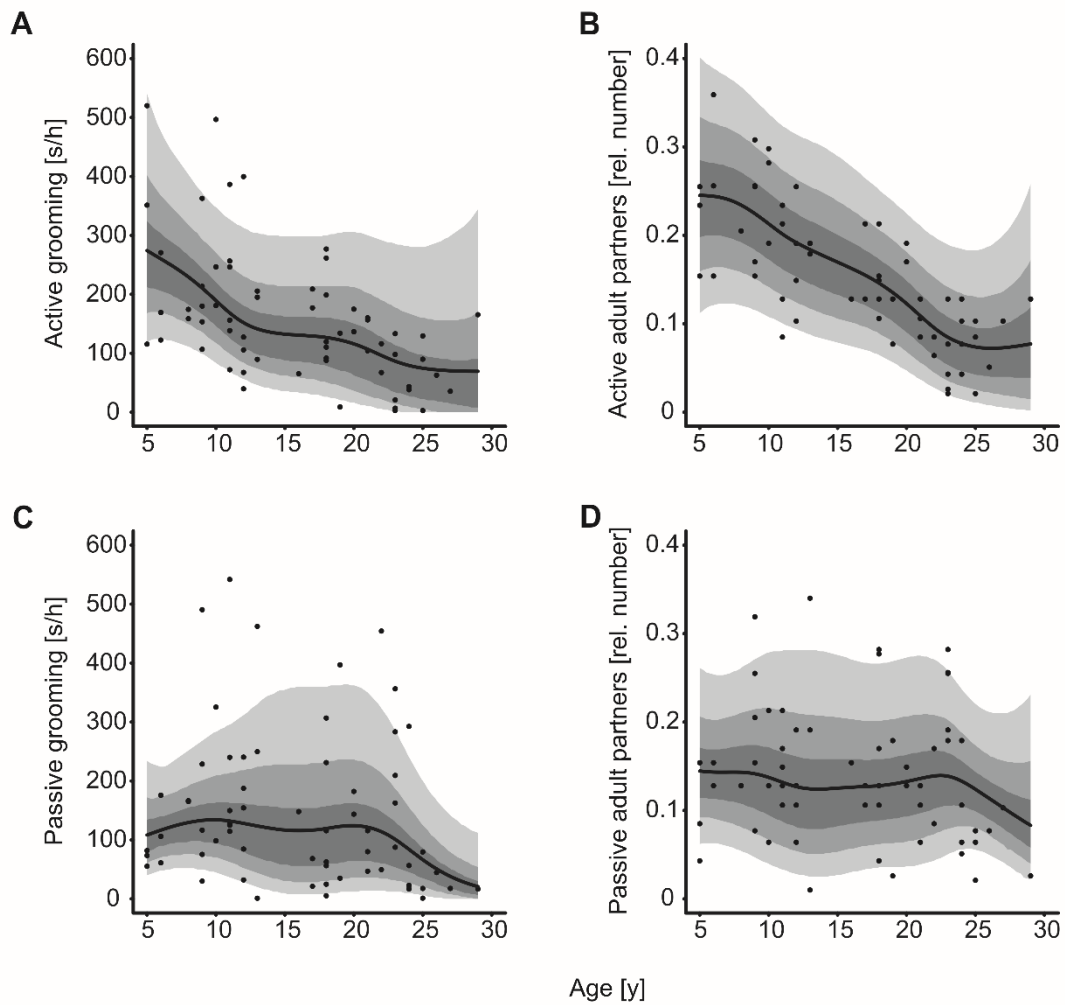 A
Active grooming [s/h]
600
500
400
300
200
100
0
5 10 15 20 25 30
B
Active adult partners [rel. number]
0.4
0.3
0.2
0.1
0
5 10 15 20 25 30
C
Passive grooming [s/h]
600
500
400
300
200
100
0
5 10 15 20 25 30
D
Passive adult partners [rel. number]
0.4
0.3
0.2
0.1
0
5 10 15 20 25 30
Age [y]